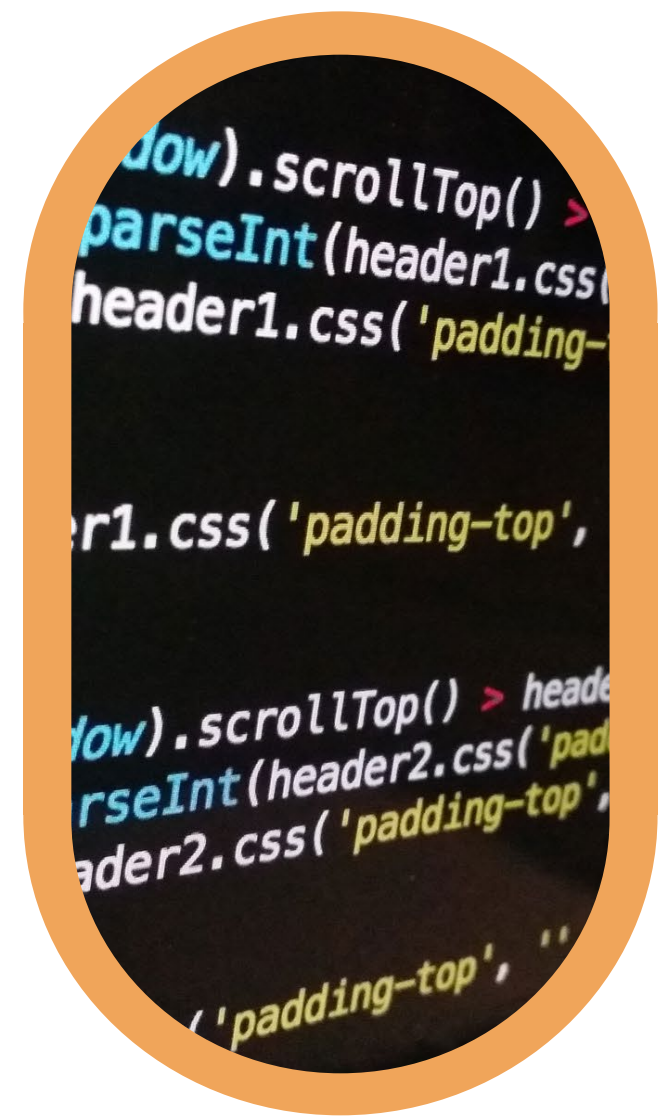 dow).scrollTop() >
parseInt(header1.css(
header1.css('padding-
r1.css('padding-top',
dow).scrollTop() > heade
rseInt(header2.css('pad
ader2.css('padding-top',
('padding-top', ''